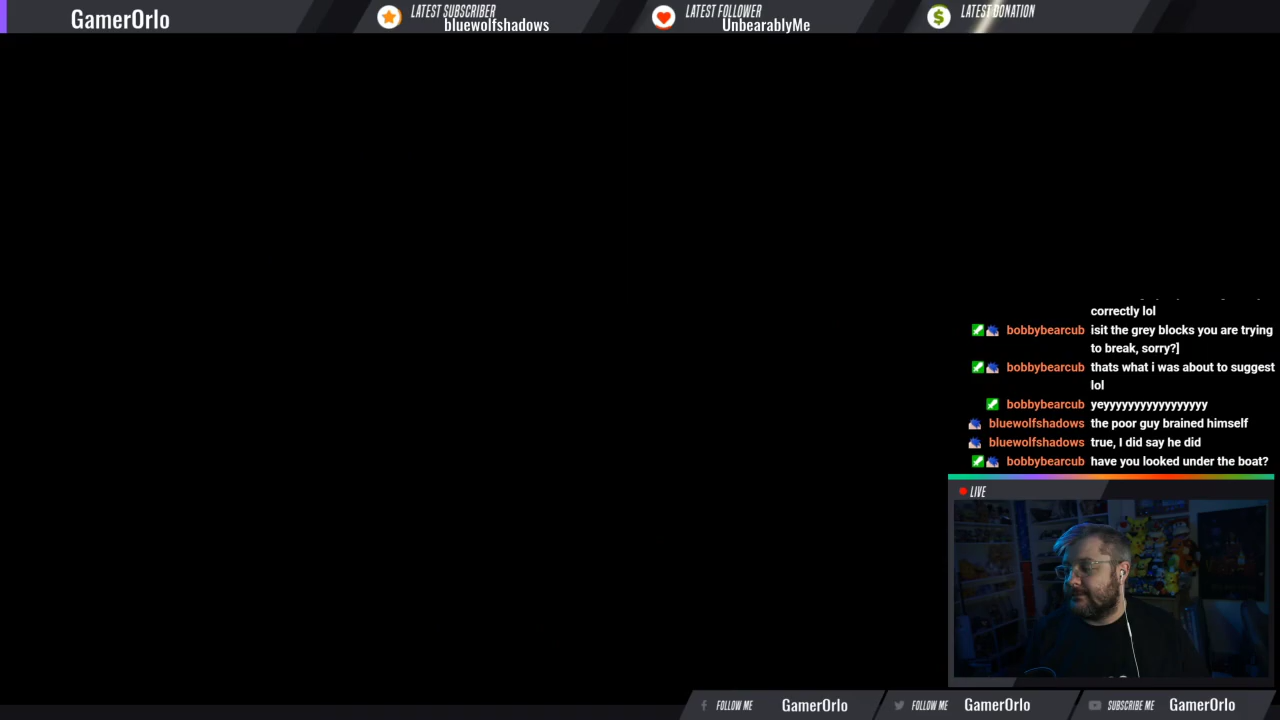 GamerOrlo
LATEST SUBSCRIBER
bluewolfshadows
LATEST FOLLOWER
UnbearablyMe
LATEST DONATION
correctly lol
bobbybearcub isit the grey blocks you are trying
to break, sorry?]
bobbybearcub thats what i was about to suggest
lol
bobbybearcub yeyyyyyyyyyyyyyyyyy
bluewolfshadows the poor guy brained himself
bluewolfshadows true, I did say he did
bobbybearcub have you looked under the boat?
LIVE
FOLLOW ME GamerOrlo
FOLLOW ME GamerOrlo
SUBSCRIBE ME GamerOrlo